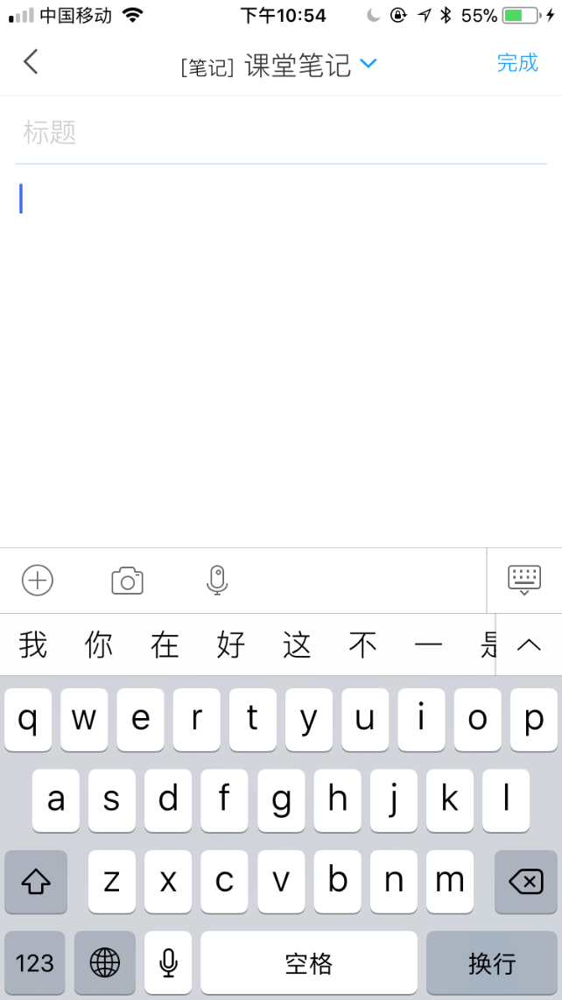 中国移动 下午10:54 55%
[笔记] 课堂笔记 完成
标题
我 你 在 好 这 不 一 是
q w e r t y u i o p
a s d f g h j k l
z x c v b n m
123 空格 换行